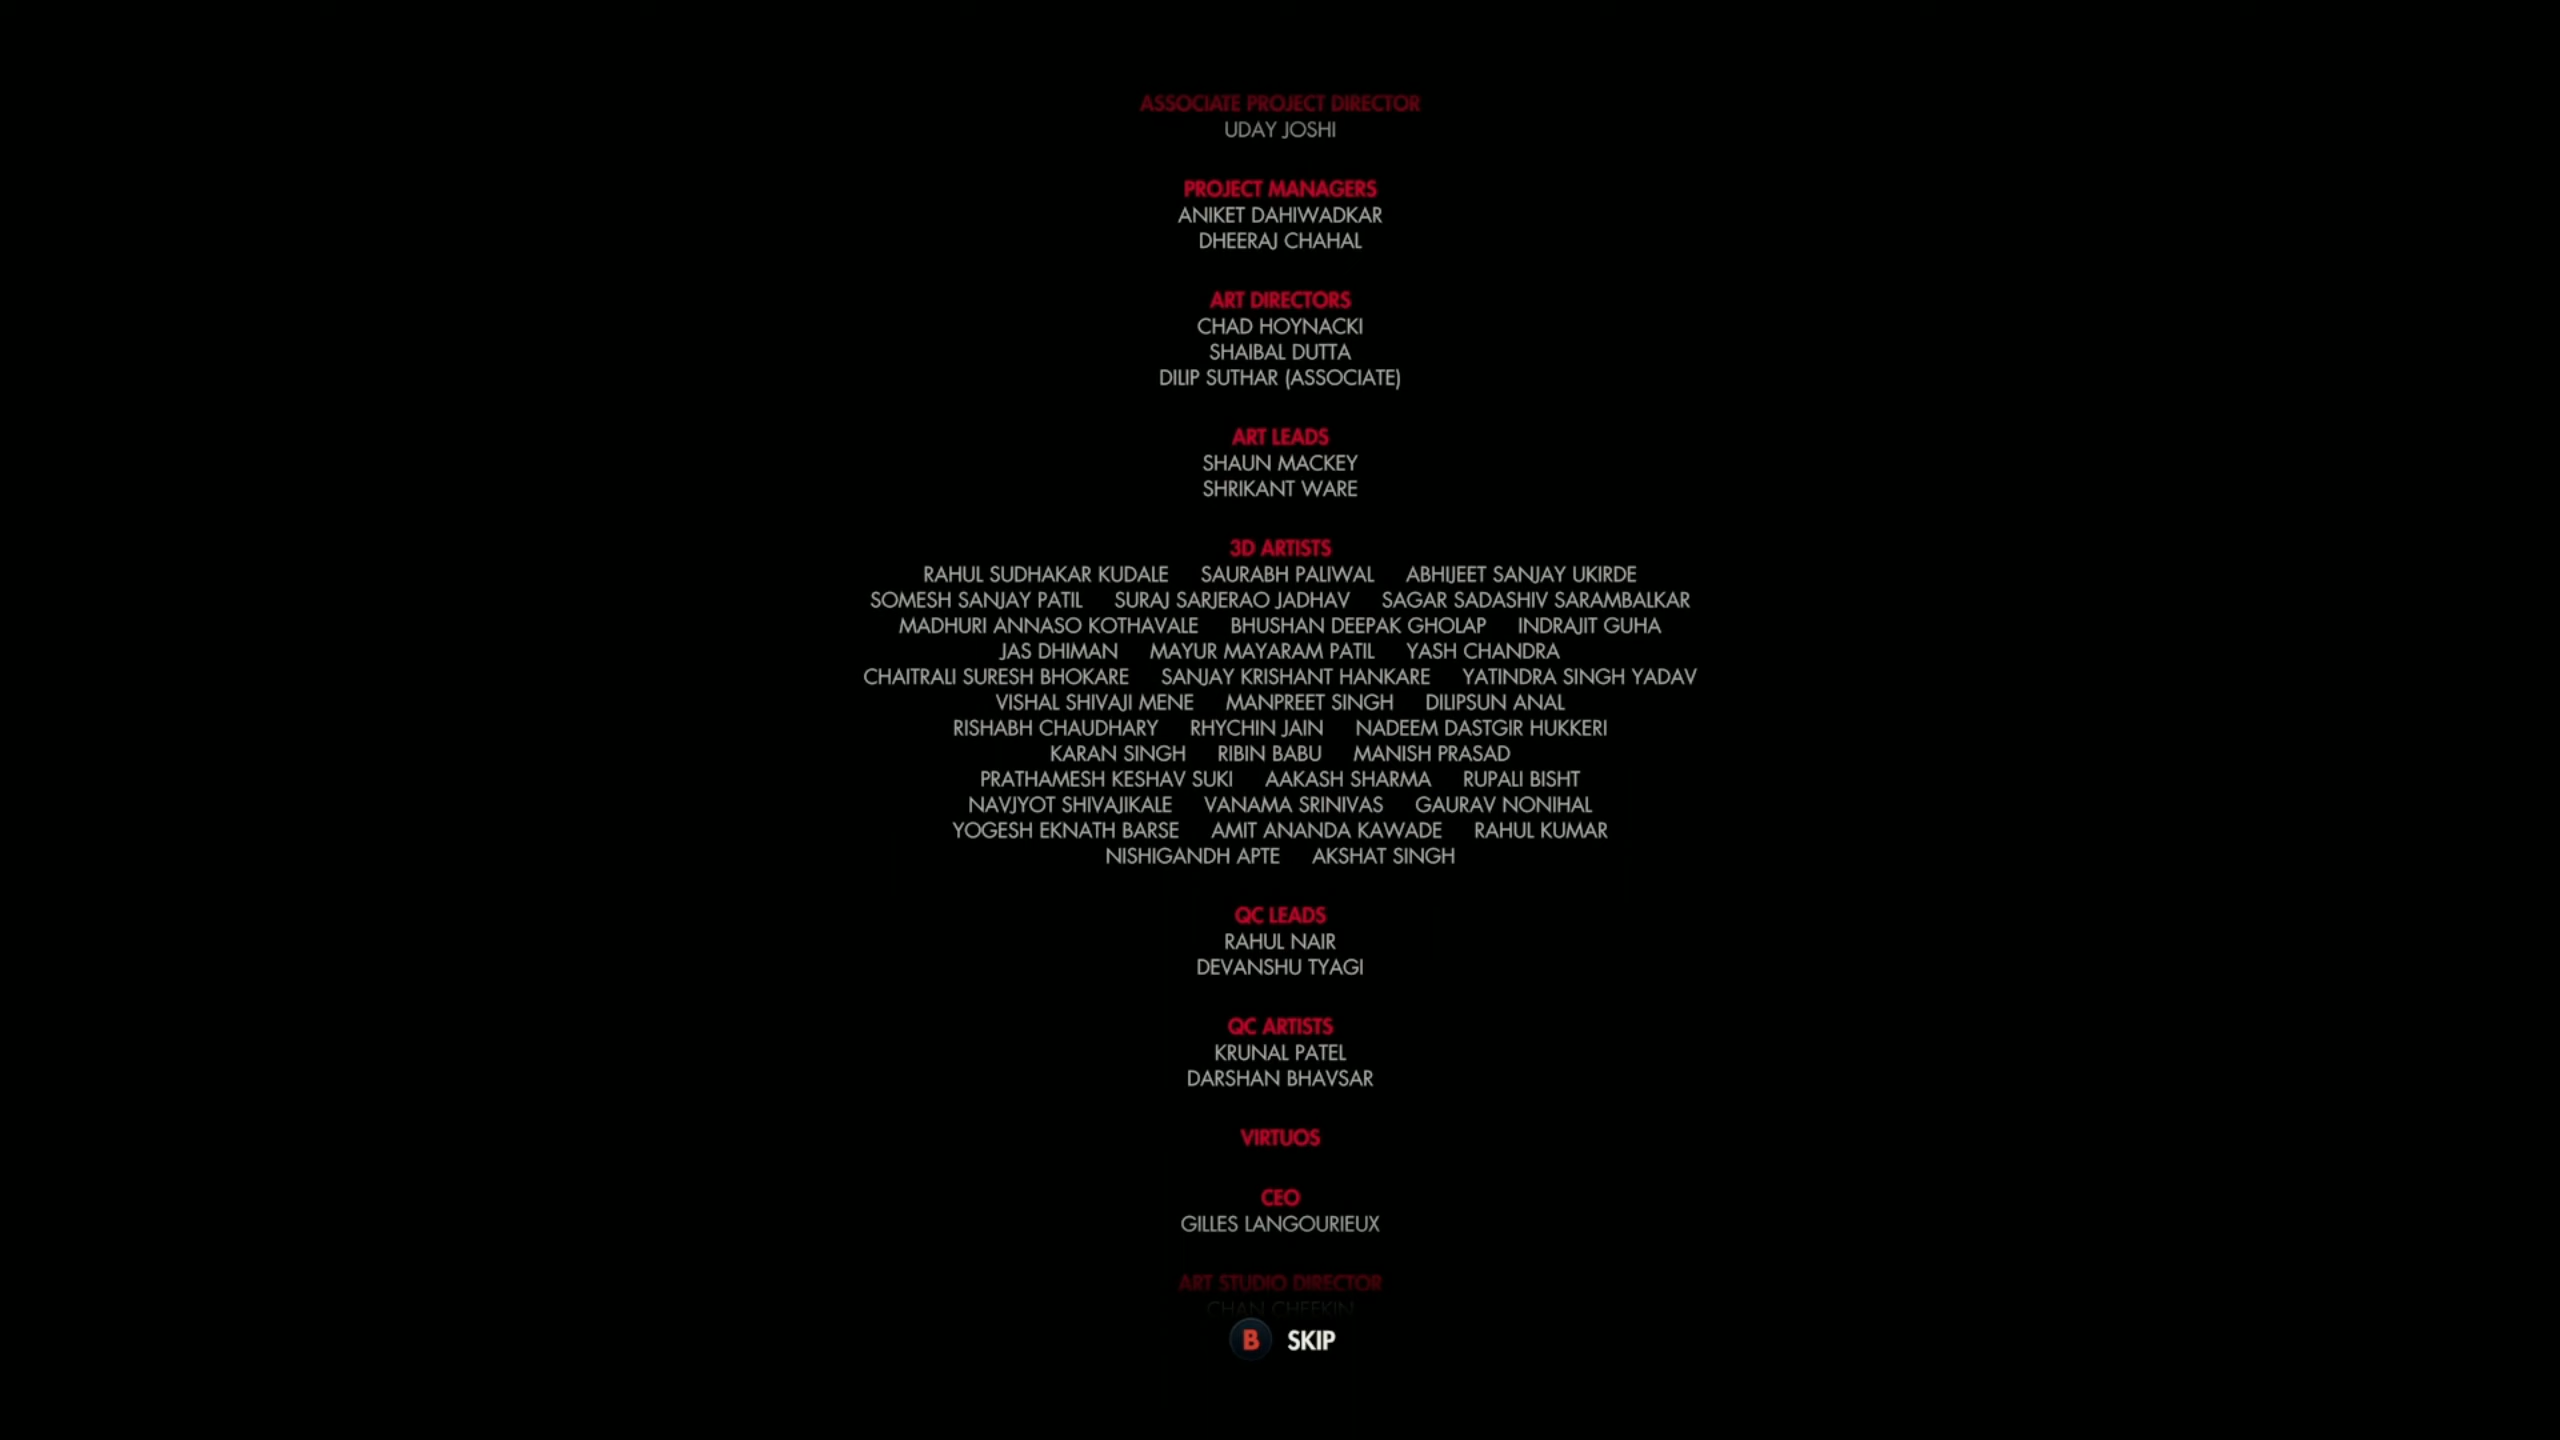 ASSOCIATE PROJECT DIRECTOR
UDAY JOSHI
PROJECT MANAGERS
ANIKET DAHIWADKAR
DHEERAJ CHAHAL
ART DIRECTORS
CHAD HOYNACKI
SHAIBAL DUTTA
DILIP SUTHAR (ASSOCIATE)
ART LEADS
SHAUN MACKEY
SHRIKANT WARE
3D ARTISTS
RAHUL SUDHAKAR KUDALE SAURABH PALIWAL ABHIJEET SANJAY UKIRDE
SOMESH SANJAY PATIL SURAJ SARJERAO JADHAV SAGAR SADASHIV SARAMBALKAR
MADHURI ANNASO KOTHAVALE BHUSHAN DEEPAK GHOLAP INDRAJIT GUHA
JAS DHIMAN MAYUR MAYARAM PATIL YASH CHANDRA
CHAITRALI SURESH BHOKARE SANJAY KRISHANT HANKARE YATINDRA SINGH YADAV
VISHAL SHIVAJI MENE MANPREET SINGH DILIPSUN ANAL
RISHABH CHAUDHARY RHYCHIN JAIN NADEEM DASTGIR HUKKERI
KARAN SINGH RIBIN BABU MANISH PRASAD
PRATHAMESH KESHAV SUKI AAKASH SHARMA RUPALI BISHT
NAVJYOT SHIVAJIKALE VANAMA SRINIVAS GAURAV NONIHAL
YOGESH EKNATH BARSE AMIT ANANDA KAWADE RAHUL KUMAR
NISHIGANDH APTE AKSHAT SINGH
QC LEADS
RAHUL NAIR
DEVANSHU TYAGI
QC ARTISTS
KRUNAL PATEL
DARSHAN BHAVSAR
VIRTUOS
CEO
GILLES LANGOURIEUX
ART STUDIO DIRECTOR
CHAN CHEEKIN
B SKIP